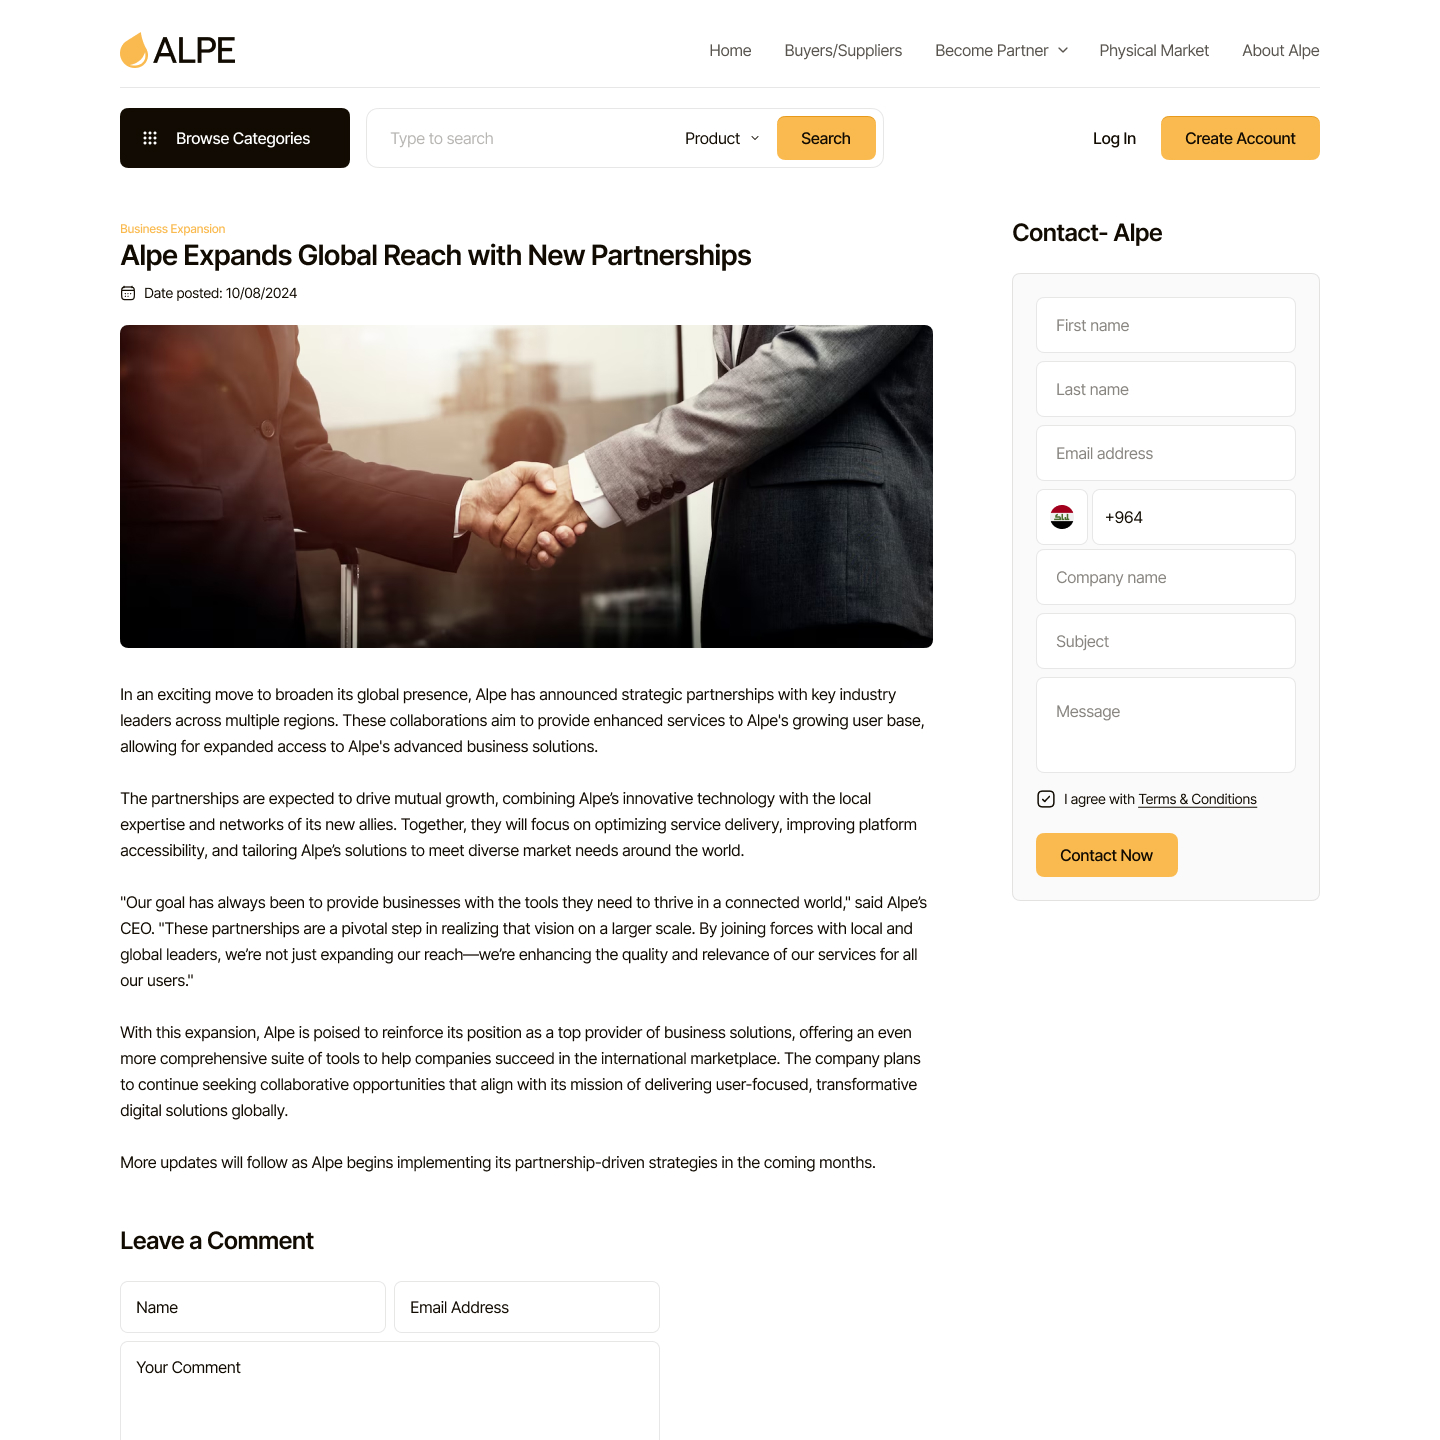 ALPE
Home
Buyers/Suppliers
Become Partner
Physical Market
About Alpe
Browse Categories
Type to search
Product
Search
Log In
Create Account
Business Expansion
Alpe Expands Global Reach with New Partnerships
Date posted: 10/08/2024
In an exciting move to broaden its global presence, Alpe has announced strategic partnerships with key industry
leaders across multiple regions. These collaborations aim to provide enhanced services to Alpe's growing user base,
allowing for expanded access to Alpe's advanced business solutions.
The partnerships are expected to drive mutual growth, combining Alpe’s innovative technology with the local
expertise and networks of its new allies. Together, they will focus on optimizing service delivery, improving platform
accessibility, and tailoring Alpe’s solutions to meet diverse market needs around the world.
"Our goal has always been to provide businesses with the tools they need to thrive in a connected world," said Alpe’s
CEO. "These partnerships are a pivotal step in realizing that vision on a larger scale. By joining forces with local and
global leaders, we’re not just expanding our reach—we’re enhancing the quality and relevance of our services for all
our users."
With this expansion, Alpe is poised to reinforce its position as a top provider of business solutions, offering an even
more comprehensive suite of tools to help companies succeed in the international marketplace. The company plans
to continue seeking collaborative opportunities that align with its mission of delivering user-focused, transformative
digital solutions globally.
More updates will follow as Alpe begins implementing its partnership-driven strategies in the coming months.
Leave a Comment
Name
Email Address
Your Comment
Contact- Alpe
First name
Last name
Email address
+964
Company name
Subject
Message
I agree with Terms & Conditions
Contact Now